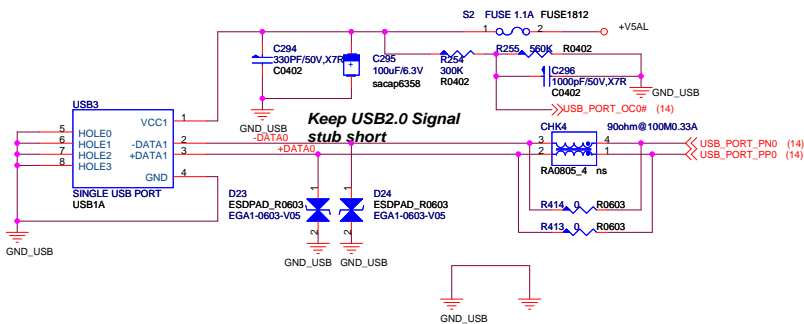 S2 FUSE 1.1A FUSE1812
1 2 +V5AL
C294
330PF/50V,X7R
C0402
C295
100uF/6.3V
sacap6358
R254
300K
R0402
R255 560K R0402
C296
1000pF/50V,X7R
C0402
GND_USB
GND_USB
USB_PORT_OC0# (14)
Keep USB2.0 Signal
stub short
USB3
VCC1 1
5 HOLE0
6 HOLE1 -DATA1 2 -DATA0
7 HOLE2 +DATA1 3 +DATA0
8 HOLE3
GND 4
SINGLE USB PORT
USB1A
GND_USB
D23
ESDPAD_R0603
EGA1-0603-V05
1
2
GND_USB
D24
ESDPAD_R0603
EGA1-0603-V05
1
2
GND_USB
CHK4 90ohm@100M0.33A
3 4
2 1
RA0805_4 ns
USB_PORT_PN0 (14)
USB_PORT_PP0 (14)
R414 0 R0603
R413 0 R0603
GND_USB